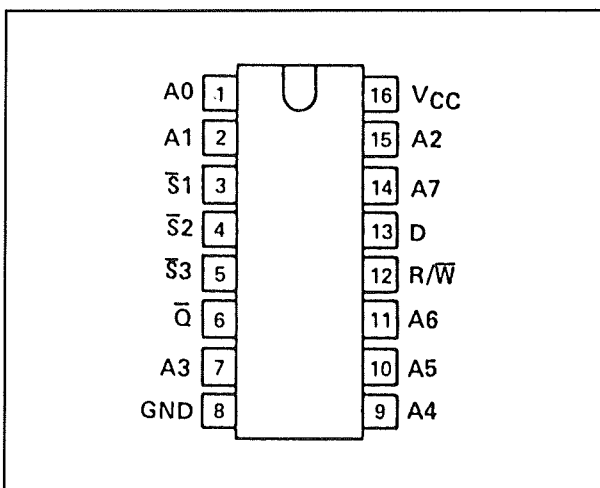 A0 1 16 V_CC
A1 2 15 A2
S̅1 3 14 A7
S̅2 4 13 D
S̅3 5 12 R/W̅
Q̅ 6 11 A6
A3 7 10 A5
GND 8 9 A4